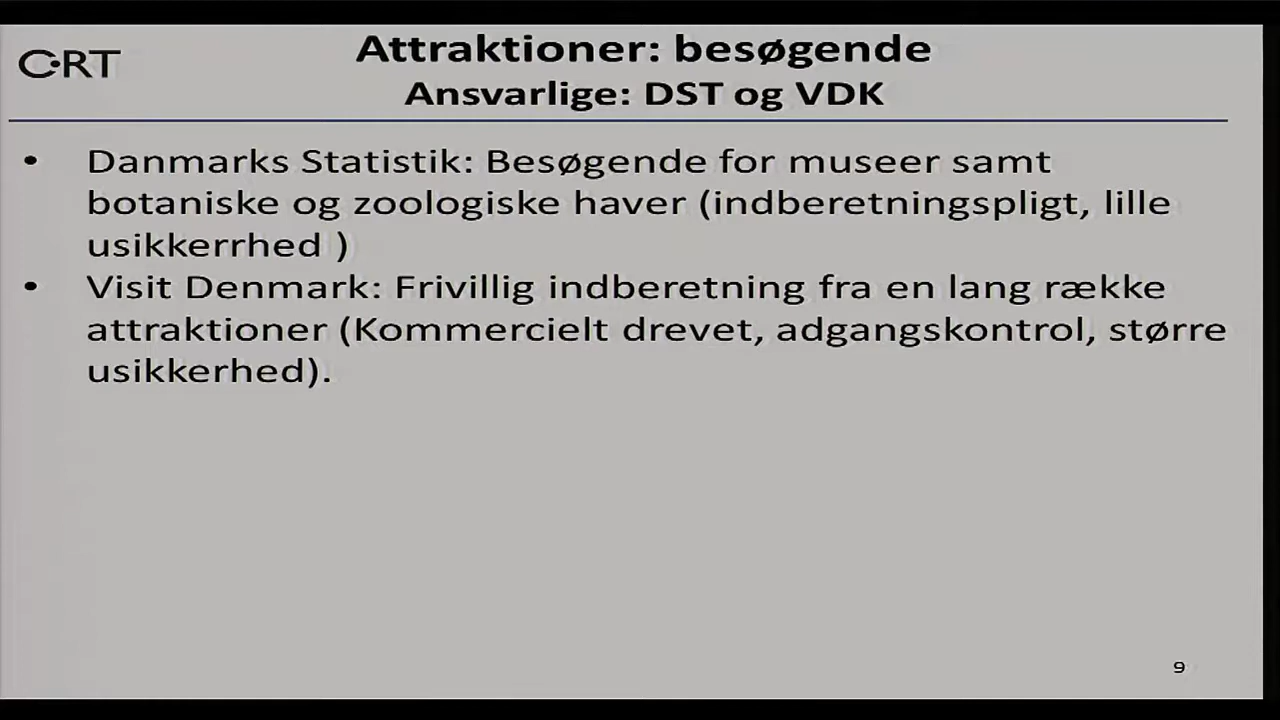 C·RT
Attraktioner: besøgende
Ansvarlige: DST og VDK
• Danmarks Statistik: Besøgende for museer samt
botaniske og zoologiske haver (indberetningspligt, lille
usikkerrhed )
• Visit Denmark: Frivillig indberetning fra en lang række
attraktioner (Kommercielt drevet, adgangskontrol, større
usikkerhed).
9